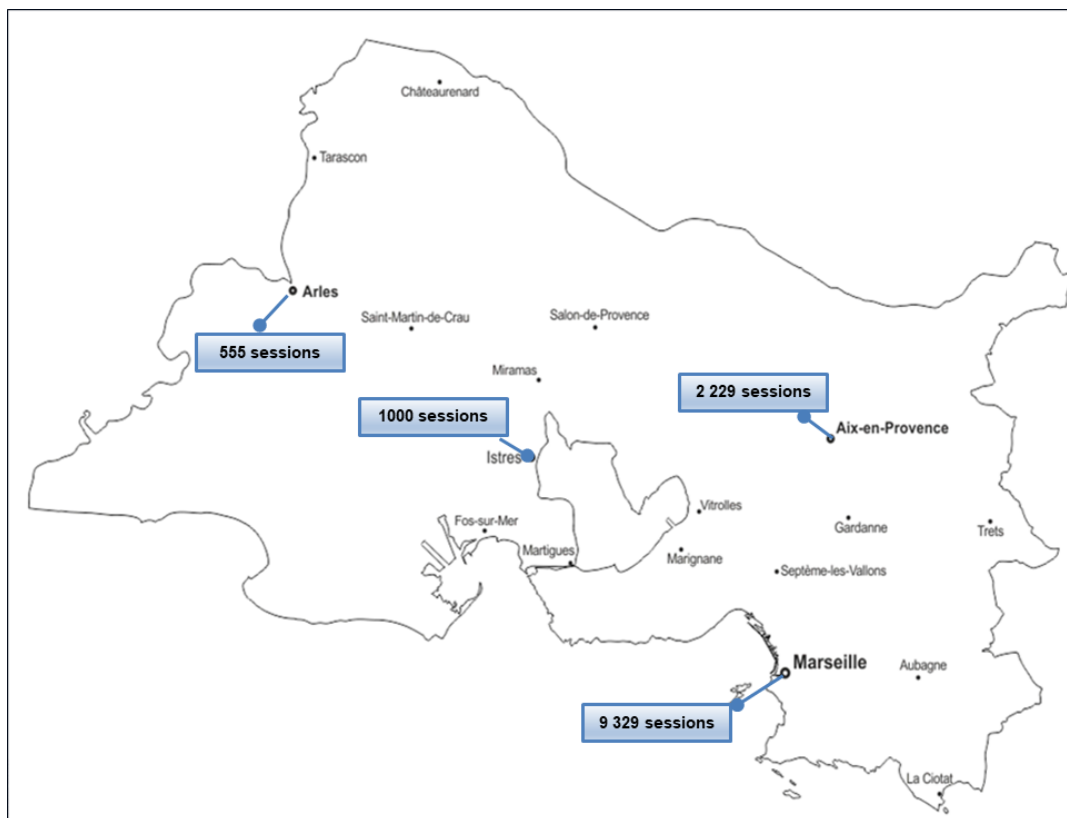 Châteaurenard
Tarascon
Arles
Saint-Martin-de-Crau
Salon-de-Provence
555 sessions
Miramas
2 229 sessions
1000 sessions
Aix-en-Provence
Istres
Vitrolles
Fos-sur-Mer
Gardanne
Trets
Martigues
Marignane
Septème-les-Vallons
Marseille
Aubagne
9 329 sessions
La Ciotat